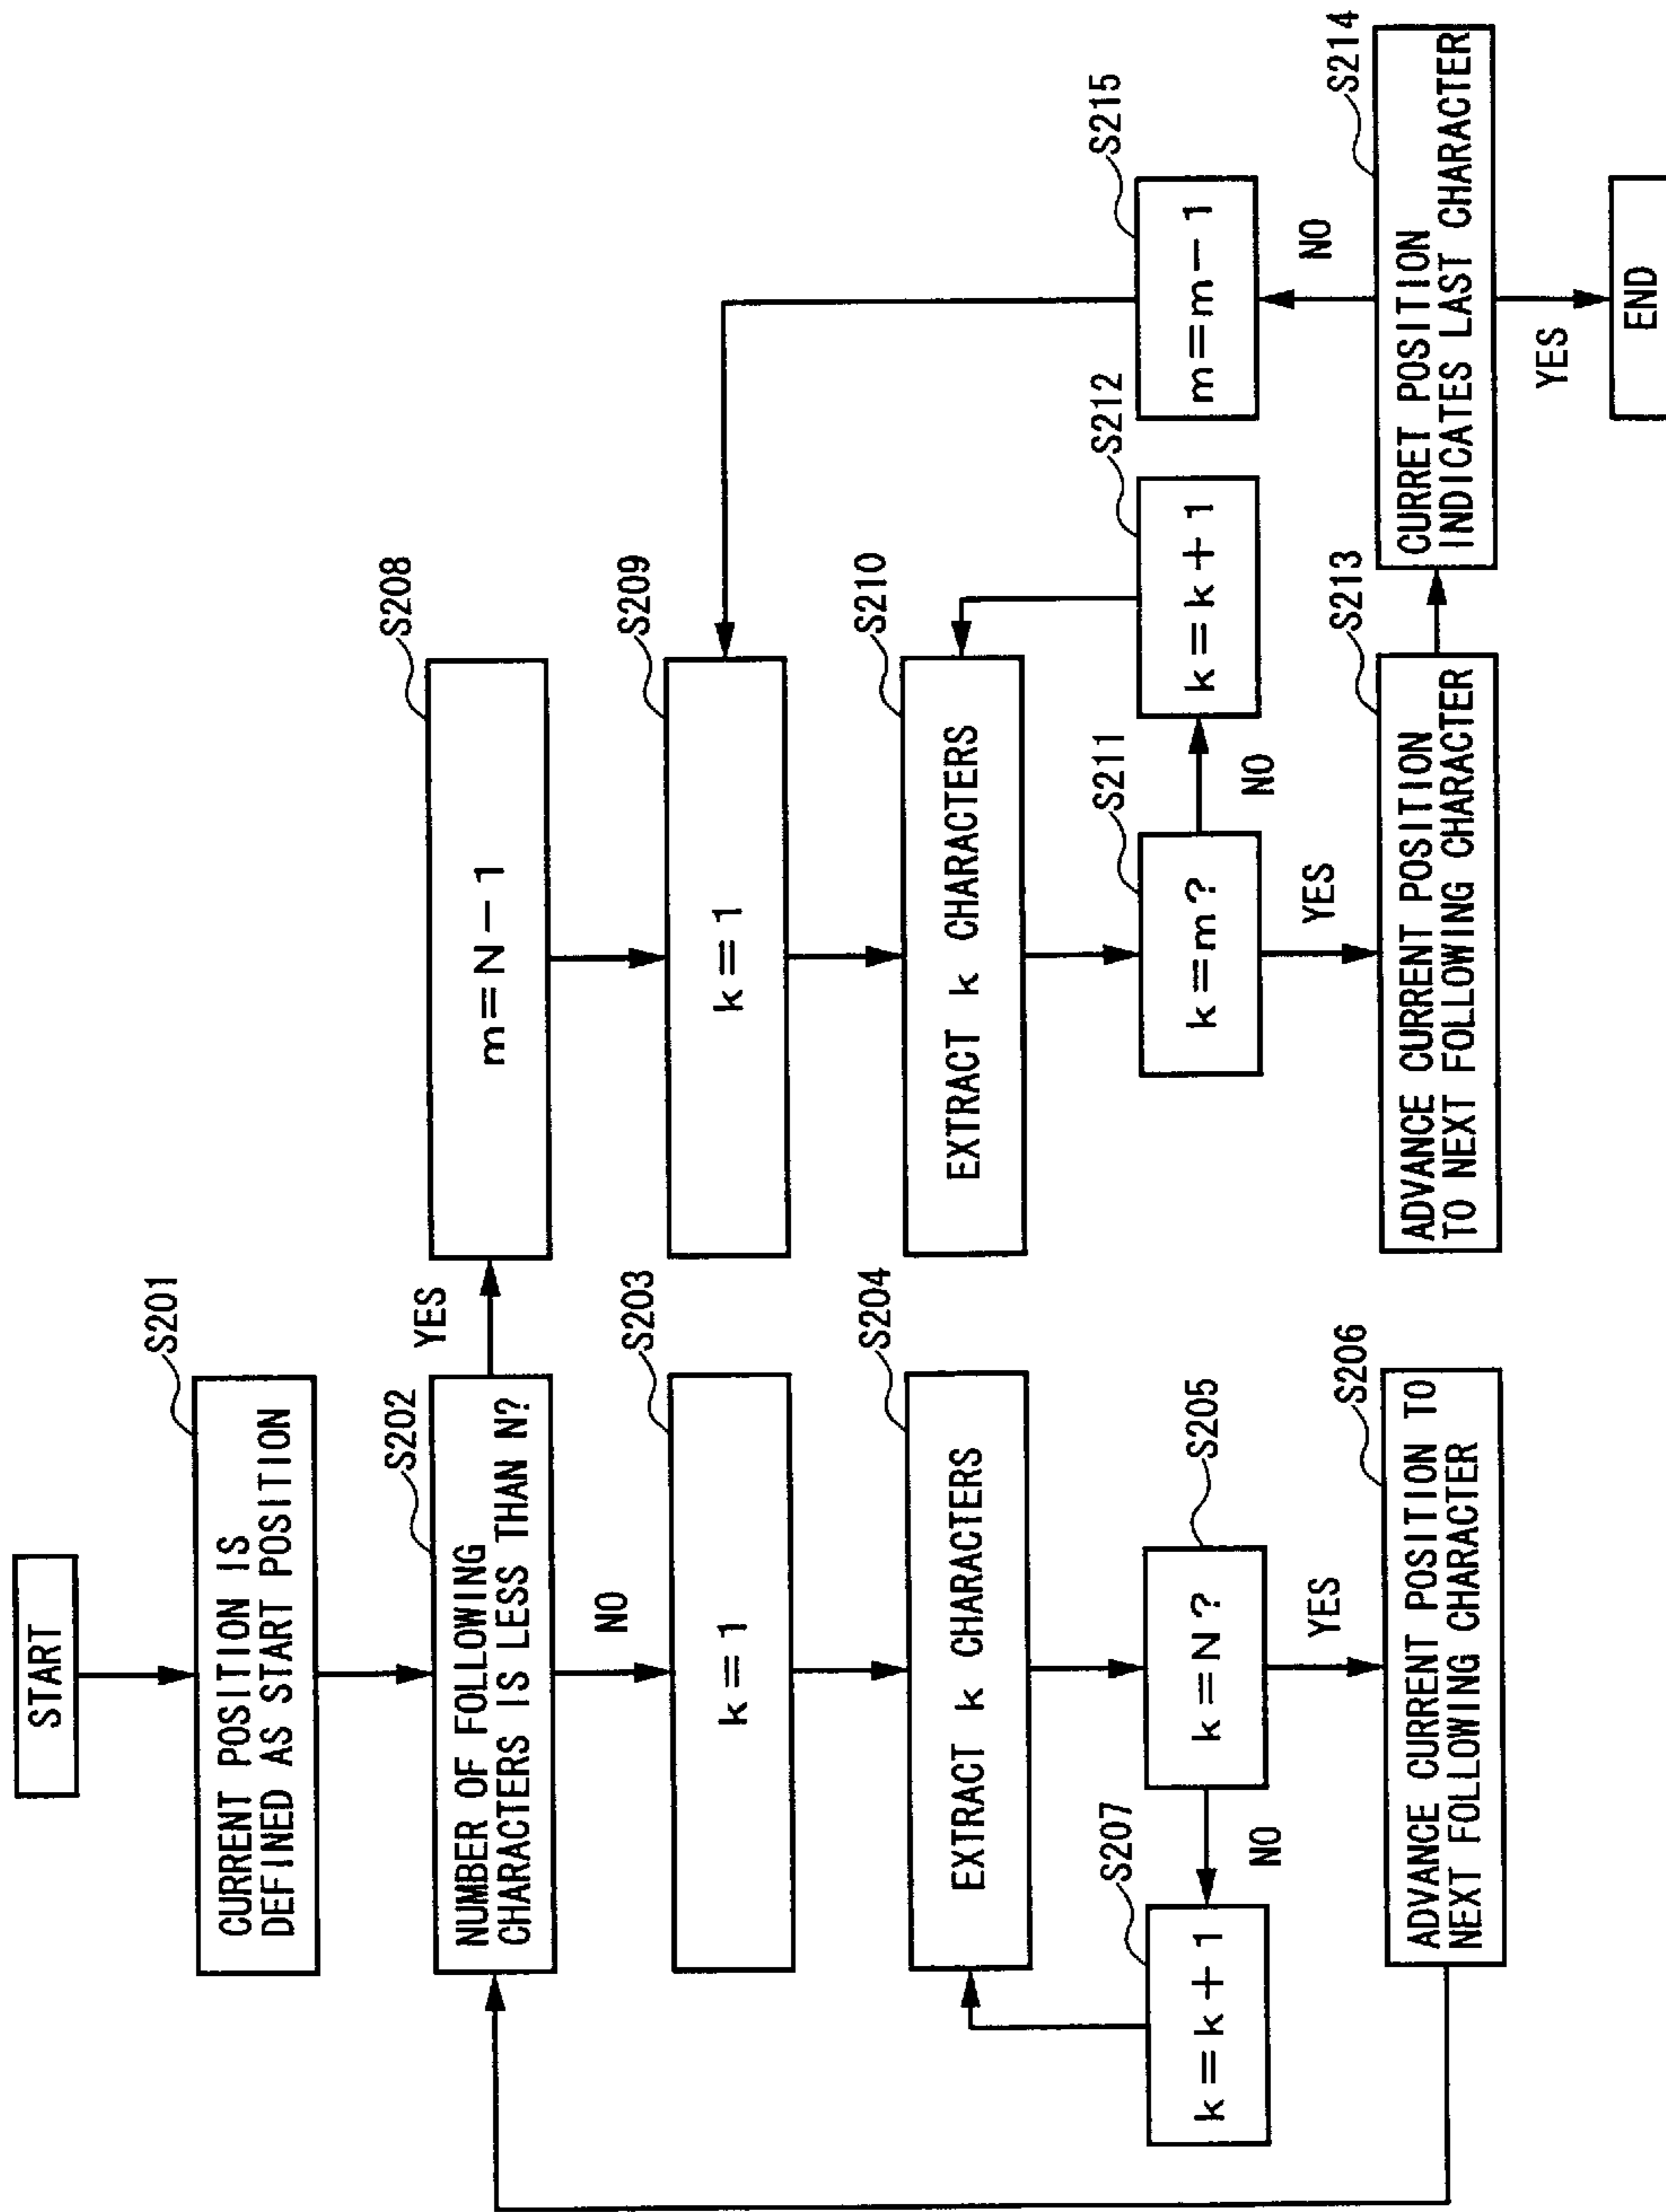 START
S201
CURRENT POSITION IS
DEFINED AS START POSITION
S202
NUMBER OF FOLLOWING
CHARACTERS IS LESS THAN N?
YES
NO
S203
k=1
S204
EXTRACT k CHARACTERS
S205
k=N?
NO
YES
S207
k=k+1
S206
ADVANCE CURRENT POSITION TO
NEXT FOLLOWING CHARACTER
S208
m=N-1
S209
k=1
S210
EXTRACT k CHARACTERS
S211
k=m?
NO
YES
S212
k=k+1
S213
ADVANCE CURRENT POSITION
TO NEXT FOLLOWING CHARACTER
S214
CURRET POSITION
INDICATES LAST CHARACTER
NO
YES
S215
m=m-1
END